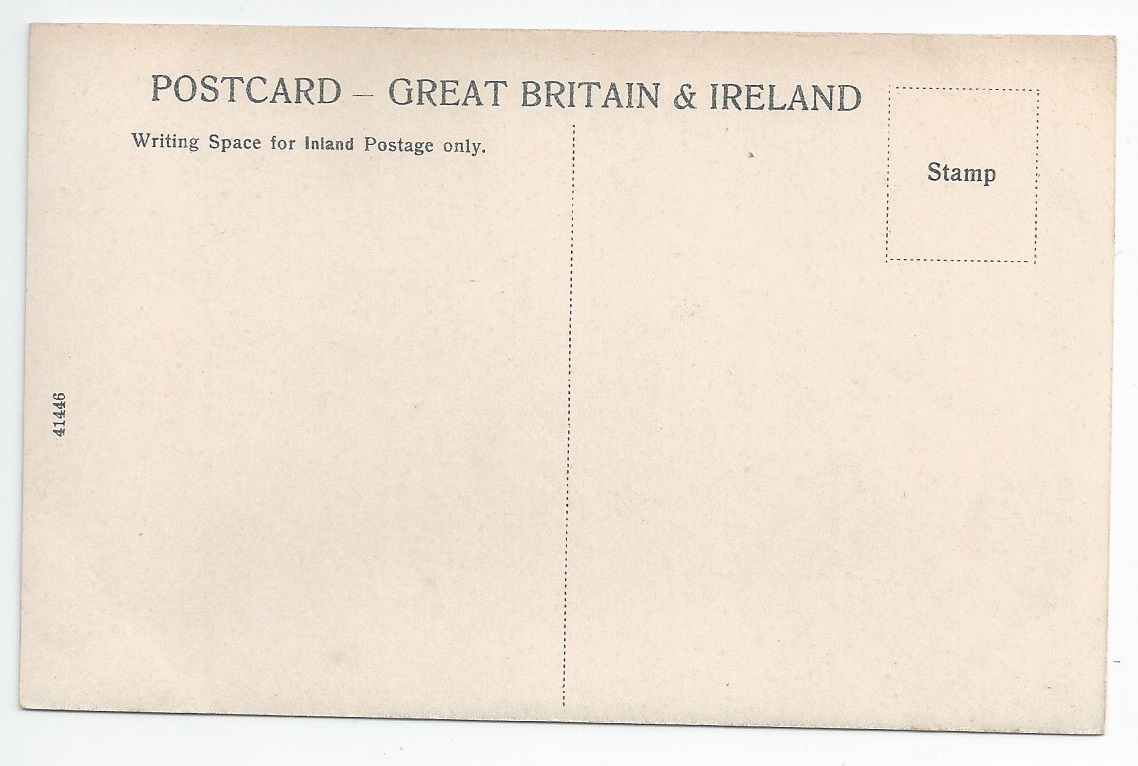 POSTCARD – GREAT BRITAIN & IRELAND
Writing Space for Inland Postage only.
Stamp
41446